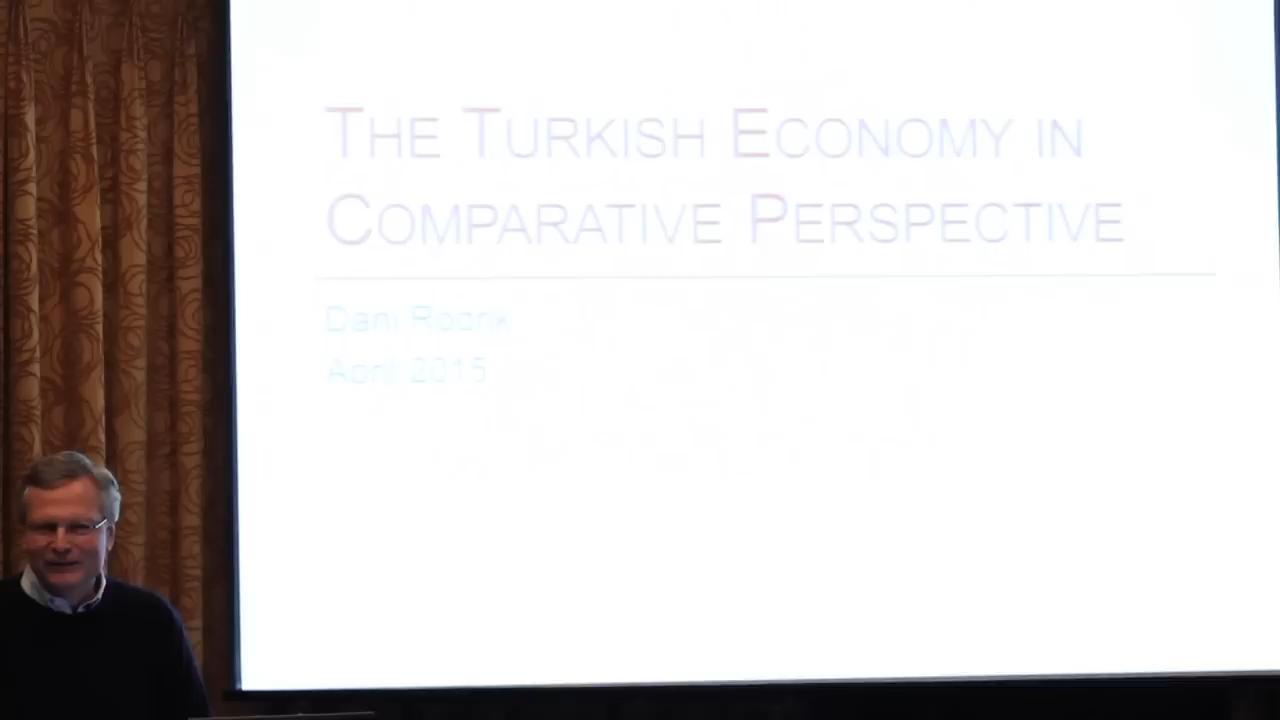 THE TURKISH ECONOMY IN
COMPARATIVE PERSPECTIVE
Dani Rodrik
April 2015